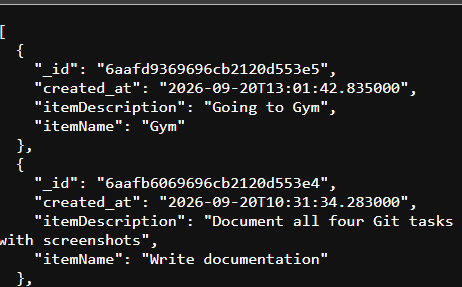 [
  {
    "_id": "6aafd9369696cb2120d553e5",
    "created_at": "2026-09-20T13:01:42.835000",
    "itemDescription": "Going to Gym",
    "itemName": "Gym"
  },
  {
    "_id": "6aafb6069696cb2120d553e4",
    "created_at": "2026-09-20T10:31:34.283000",
    "itemDescription": "Document all four Git tasks
with screenshots",
    "itemName": "Write documentation"
  },